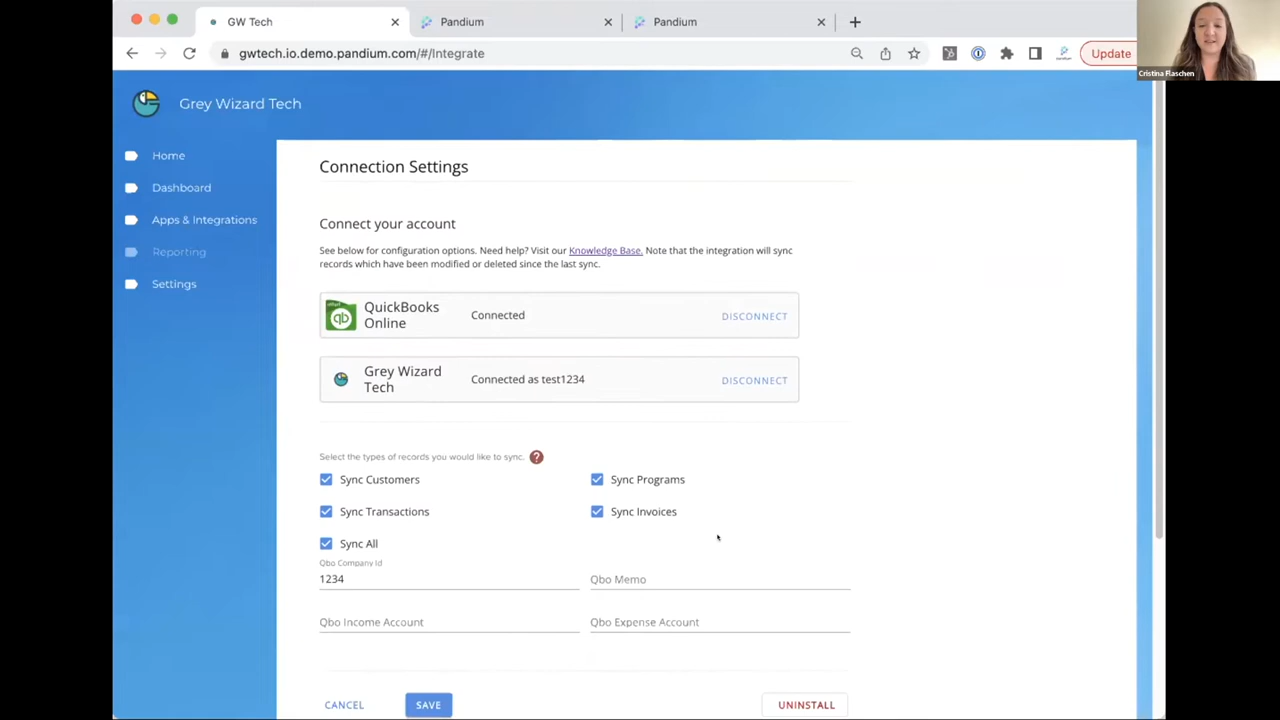 GW Tech
Pandium
Pandium
gwtech.io.demo.pandium.com/#/Integrate
Update
Cristina Flaschen
Grey Wizard Tech
Home
Dashboard
Apps & Integrations
Reporting
Settings
Connection Settings
Connect your account
See below for configuration options. Need help? Visit our Knowledge Base. Note that the integration will sync
records which have been modified or deleted since the last sync.
QuickBooks
Online
Connected
DISCONNECT
qb
Grey Wizard
Tech
Connected as test1234
DISCONNECT
Select the types of records you would like to sync. ?
Sync Customers
Sync Programs
Sync Transactions
Sync Invoices
Sync All
Qbo Company Id
1234
Qbo Memo
Qbo Income Account
Qbo Expense Account
CANCEL
SAVE
UNINSTALL